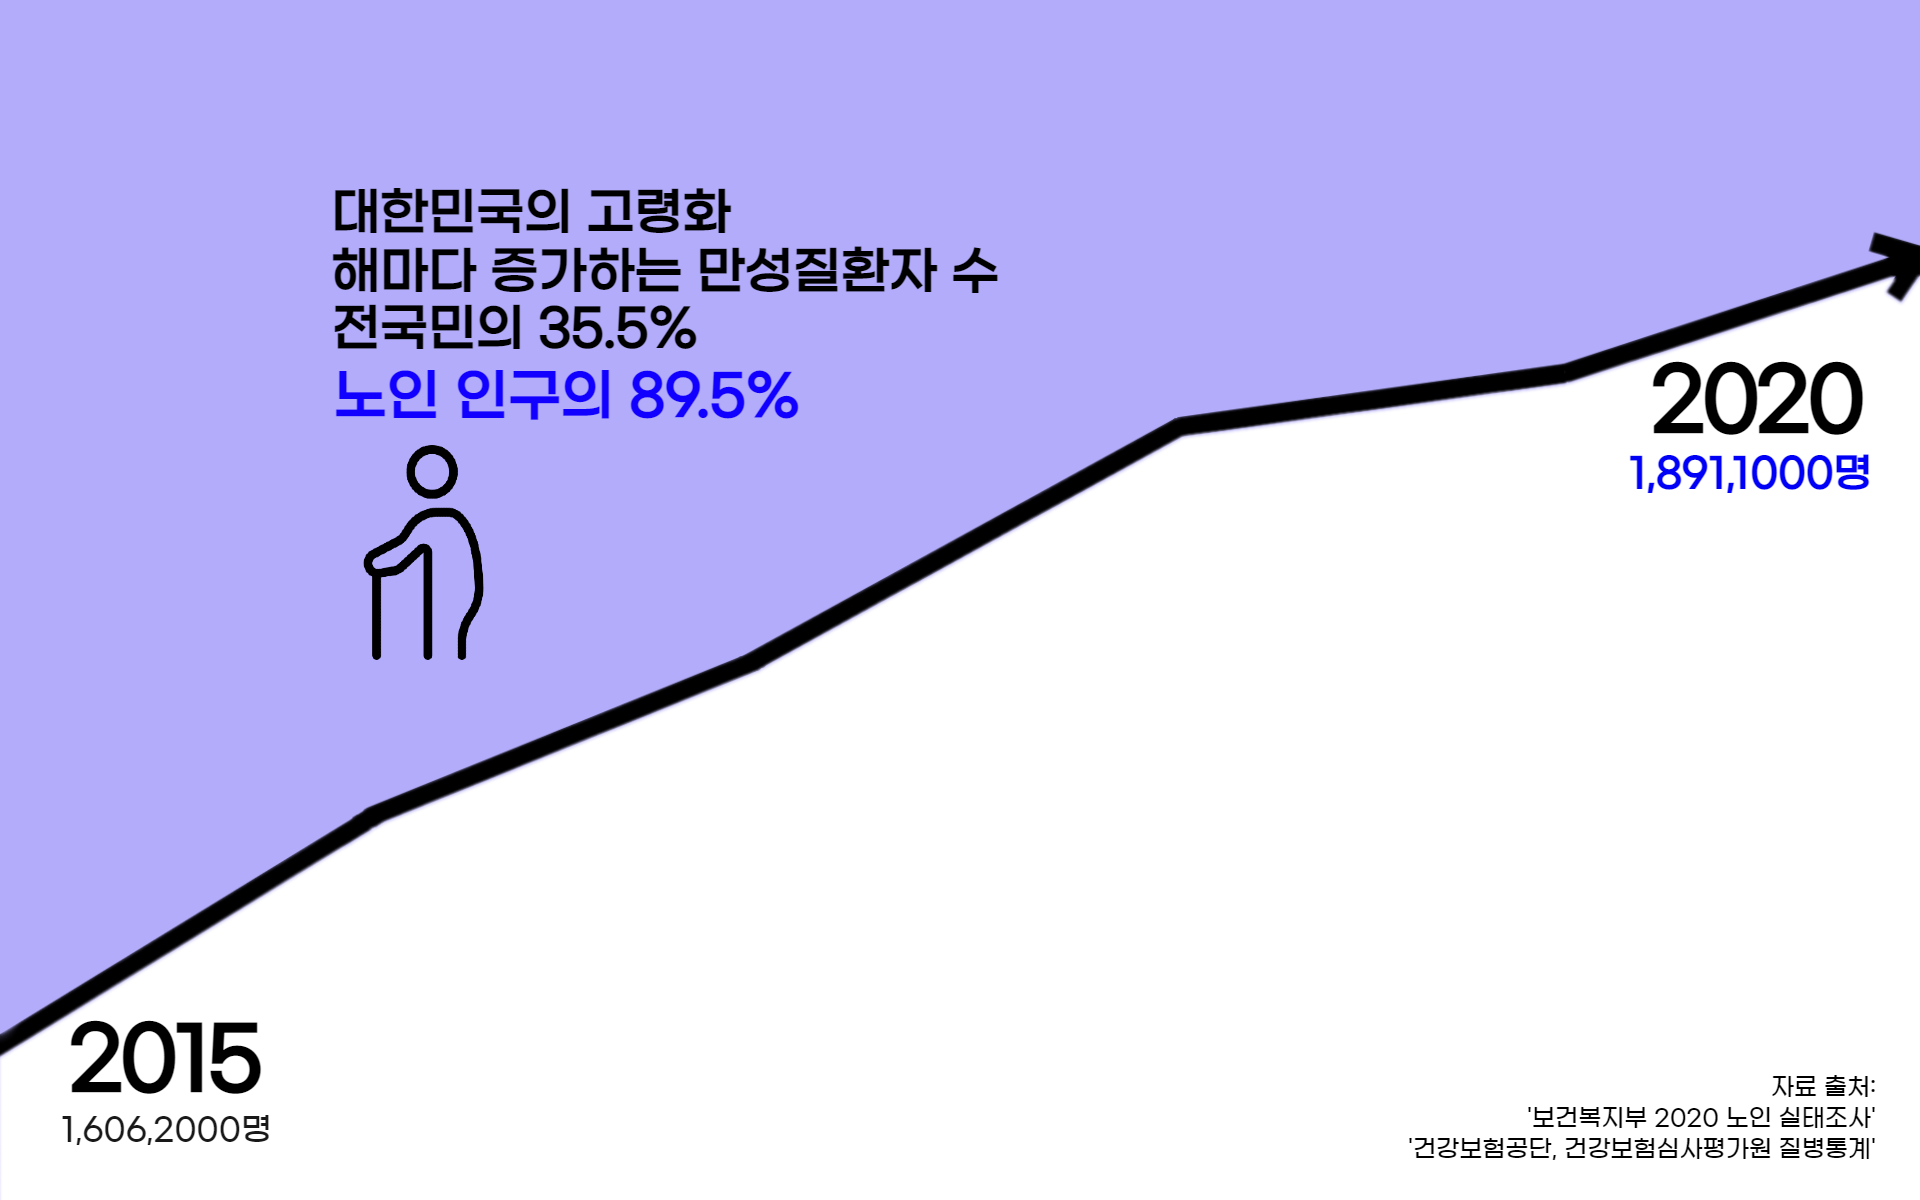 대한민국의 고령화
해마다 증가하는 만성질환자 수
전국민의 35.5%
노인 인구의 89.5%
2020
1,891,1000명
2015
1,606,2000명
자료 출처:
'보건복지부 2020 노인 실태조사'
'건강보험공단, 건강보험심사평가원 질병통계'